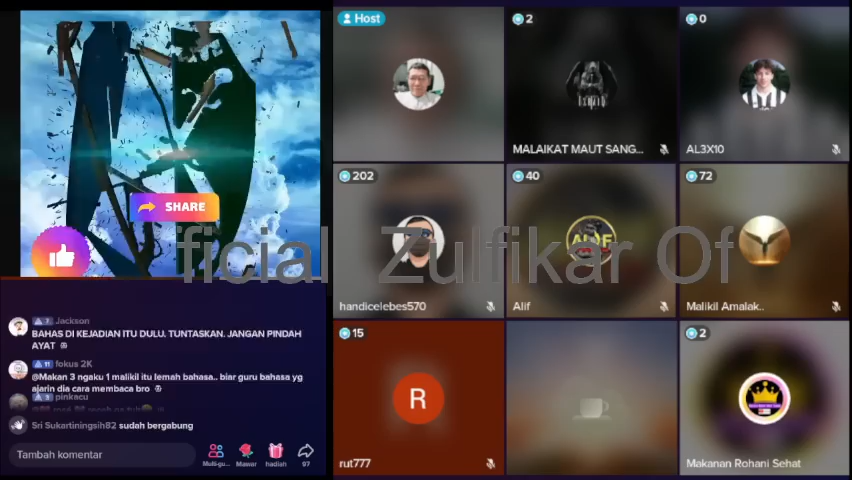 SHARE
7 Jackson
BAHAS DI KEJADIAN ITU DULU. TUNTASKAN. JANGAN PINDAH
AYAT
11 fokus 2K
@Makan 3 ngaku 1 malikil itu lemah bahasa.. biar guru bahasa yg
ajarin dia cara membaca bro
3 pinkacu
Sri Sukartiningsih82 sudah bergabung
Tambah komentar
Multi-gu...
Mawar
hadiah
97
Host
2
MALAIKAT MAUT SANG...
0
AL3X10
202
handicelebes570
40
ALIF
Alif
72
Malikil Amalak..
15
R
rut777
2
Makanan Rohani Sehat
fficial Zulfikar Of